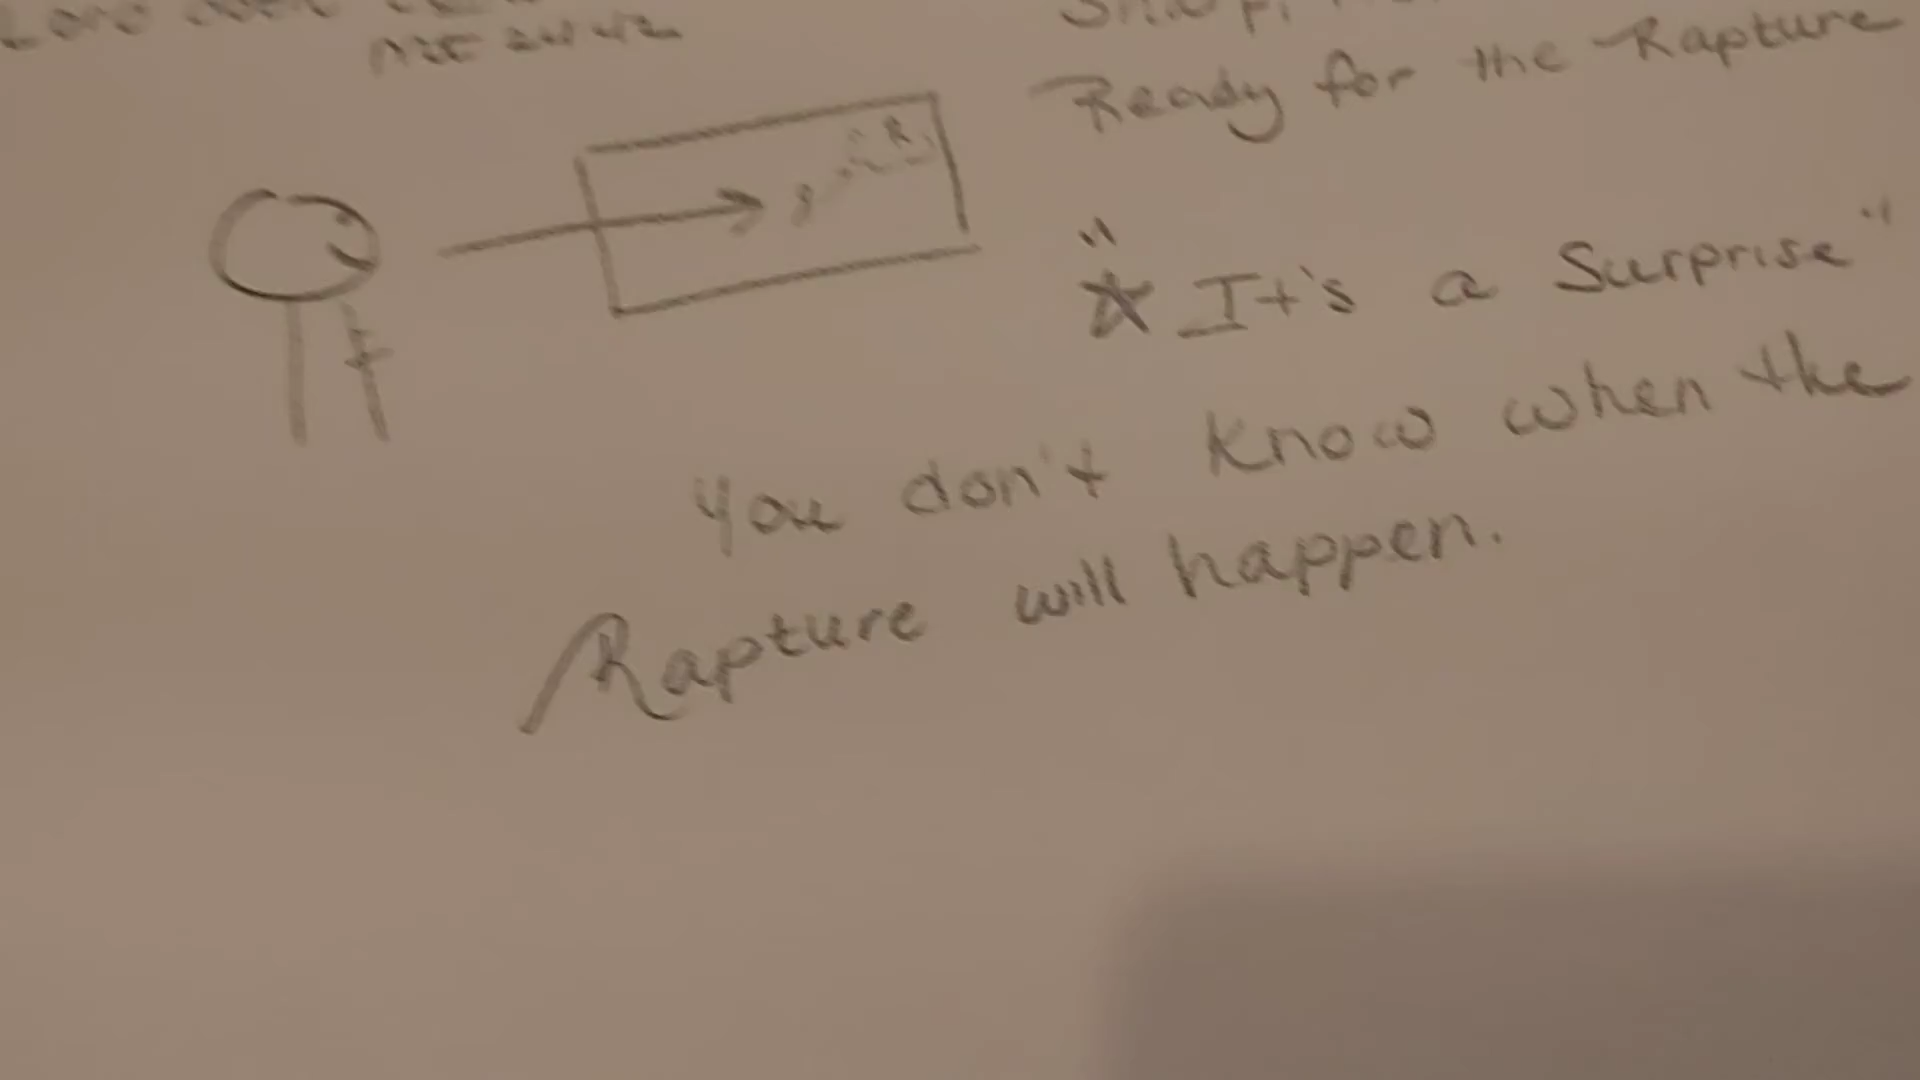 Ready for the Rapture
"☆ It's a Surprise"
you don't know when the
Rapture will happen.